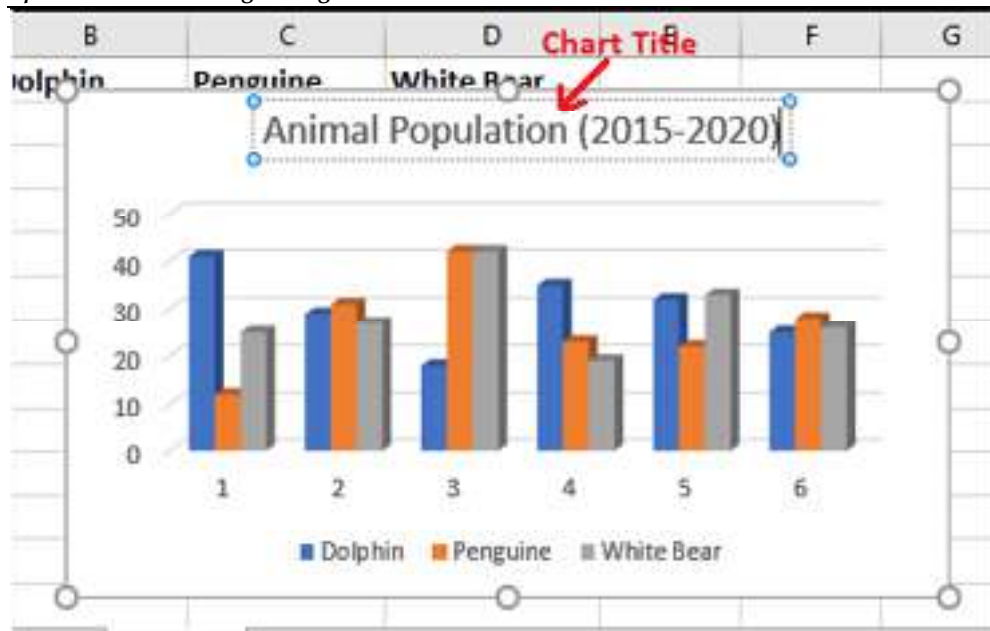 B C D E F G
Chart Title
Dolphin Penguine White Bear
Animal Population (2015-2020)
50
40
30
20
10
0
1 2 3 4 5 6
Dolphin Penguine White Bear